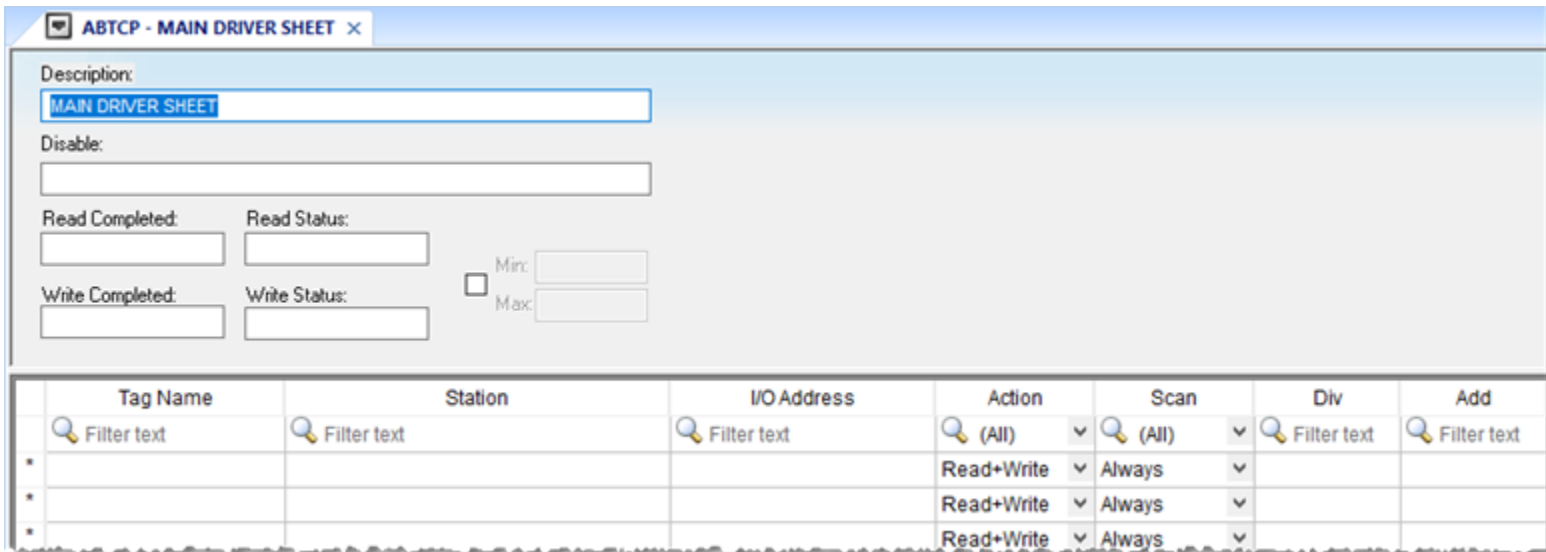 ABTCP - MAIN DRIVER SHEET
Description:
MAIN DRIVER SHEET
Disable:
Read Completed: Read Status:
Min:
Write Completed: Write Status:
Max:
Tag Name Station I/O Address Action Scan Div Add
Filter text Filter text Filter text (All) (All) Filter text Filter text
* Read+Write Always
* Read+Write Always
* Read+Write Always